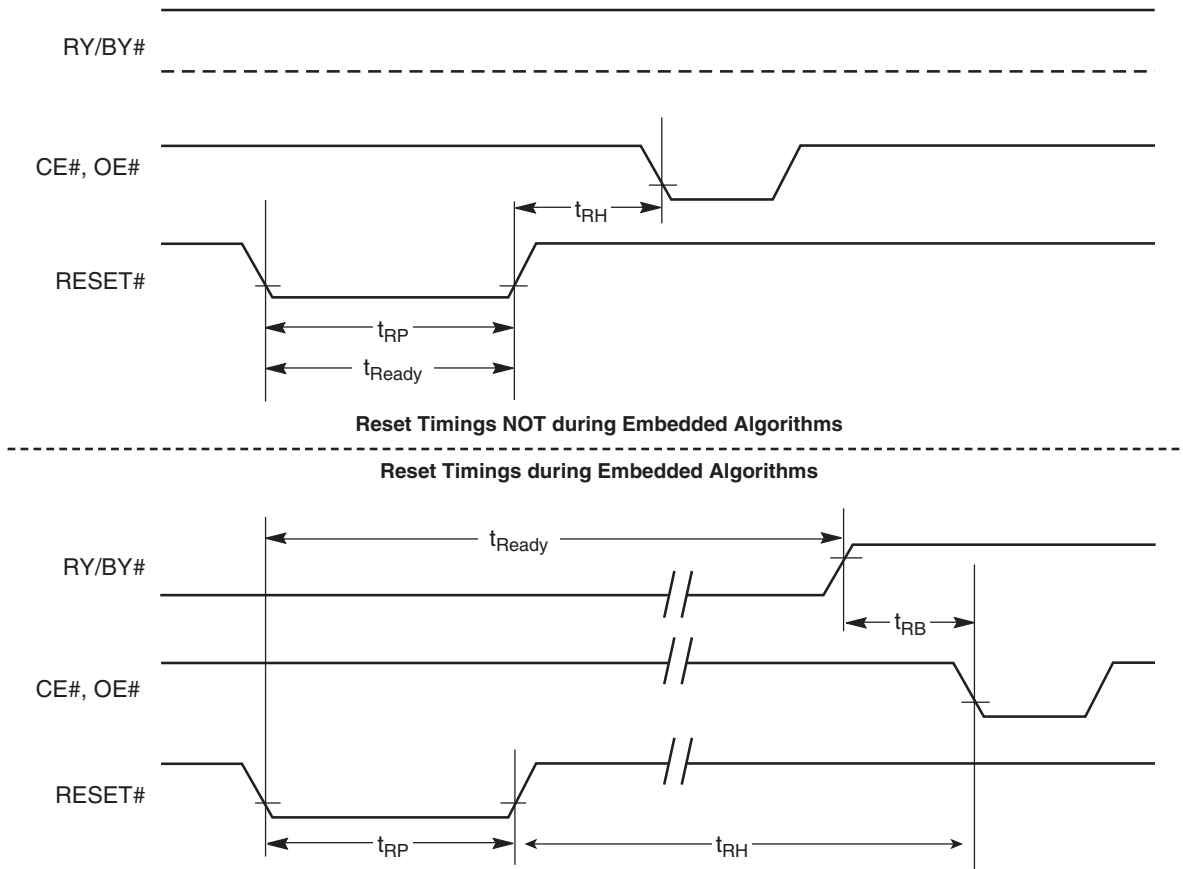 RY/BY#
CE#, OE#
tRH
RESET#
tRP
tReady
Reset Timings NOT during Embedded Algorithms
Reset Timings during Embedded Algorithms
tReady
RY/BY#
tRB
CE#, OE#
RESET#
tRP
tRH